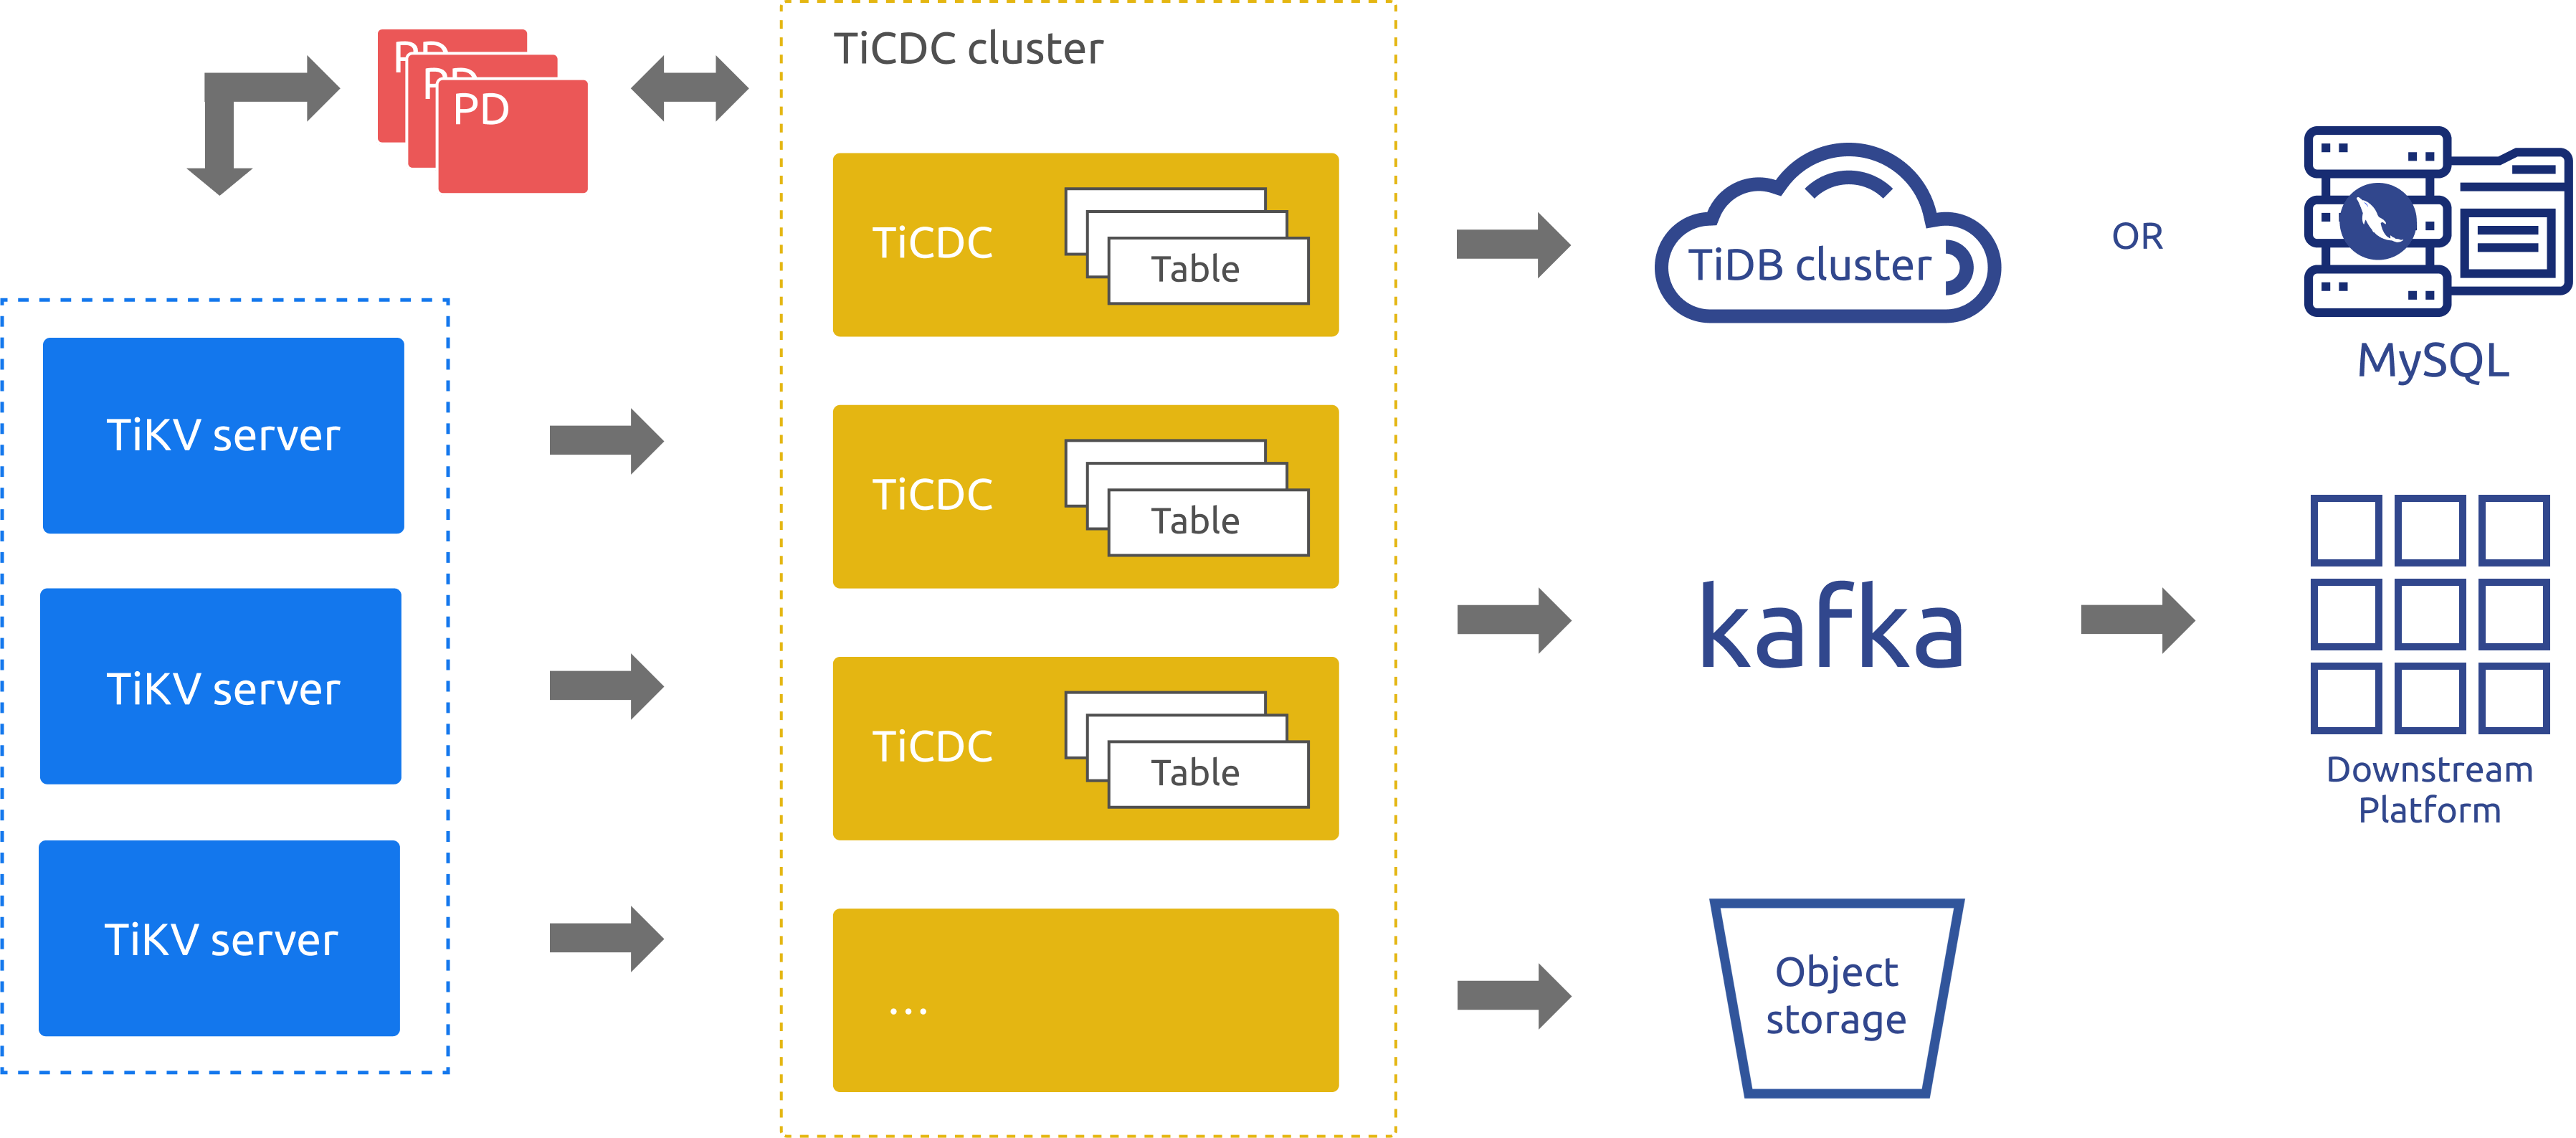 PD
PD
PD
TiCDC cluster
TiKV server
TiKV server
TiKV server
TiCDC
Table
TiCDC
Table
TiCDC
Table
...
TiDB cluster
OR
MySQL
kafka
Downstream
Platform
Object
storage